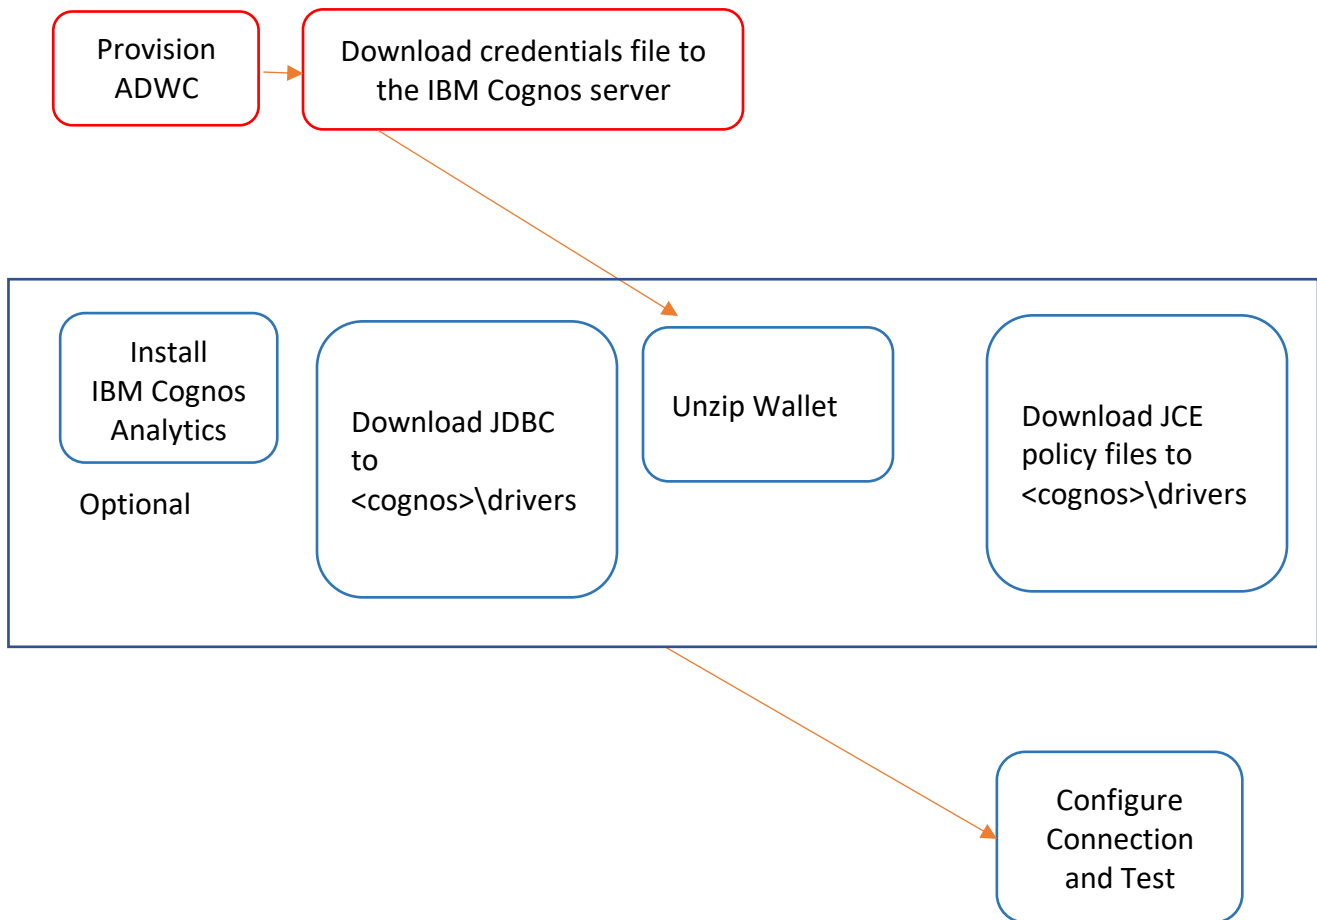 Provision
ADWC
Download credentials file to
the IBM Cognos server
Install
IBM Cognos
Analytics
Optional
Download JDBC
to
<cognos>\drivers
Unzip Wallet
Download JCE
policy files to
<cognos>\drivers
Configure
Connection
and Test